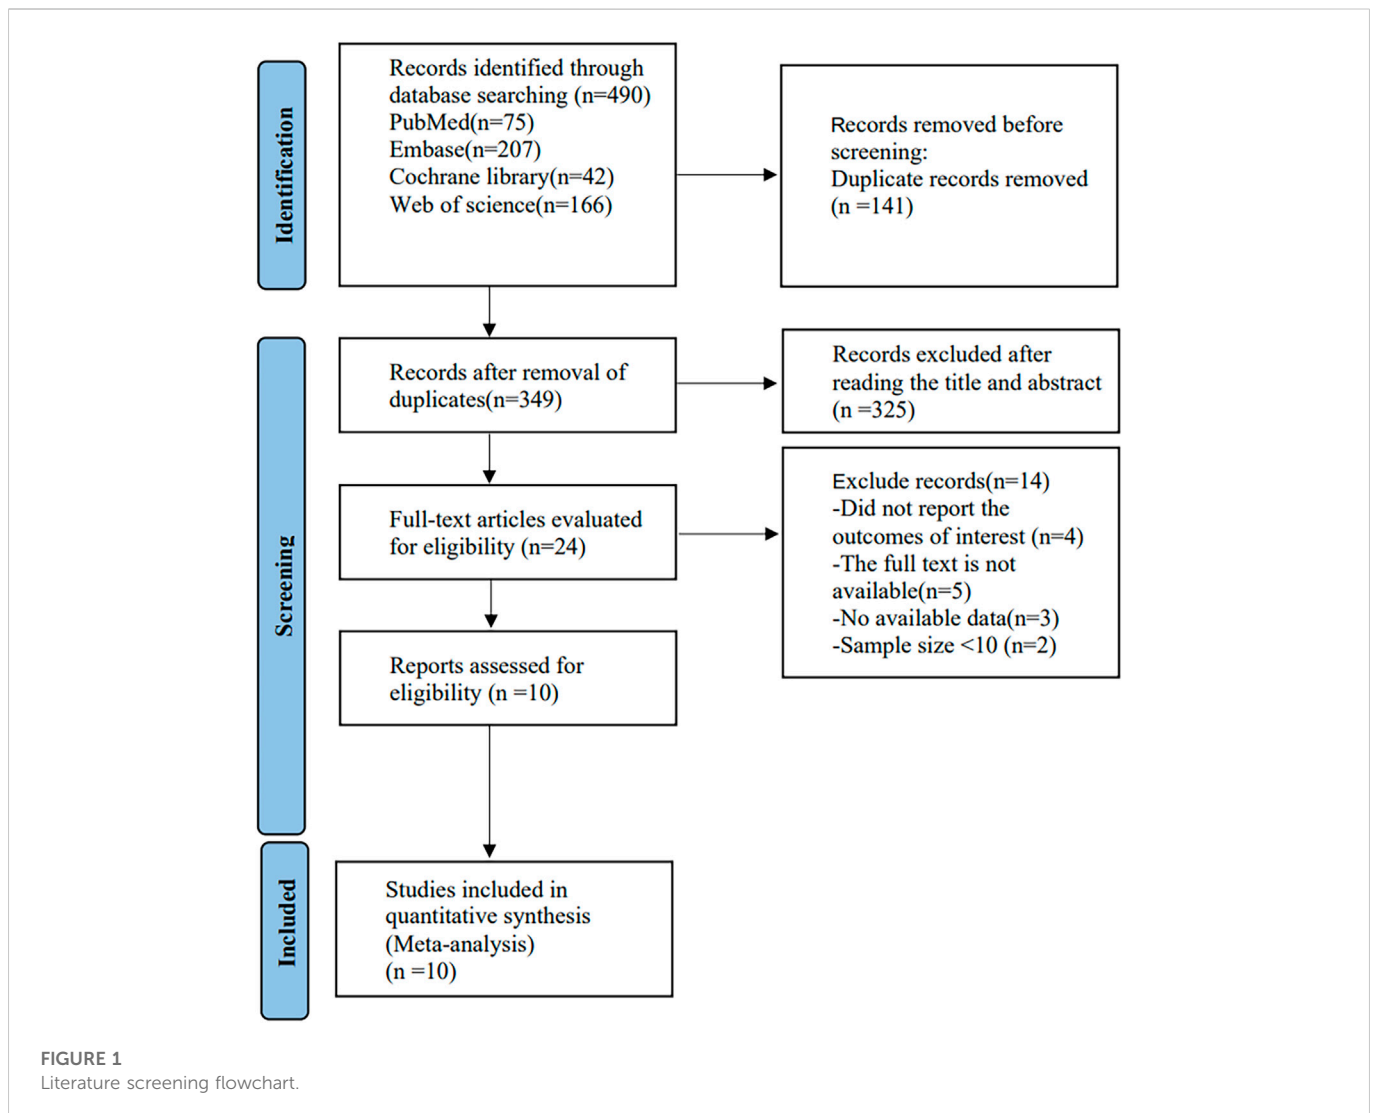 Identification
Records identified through
database searching (n=490)
PubMed(n=75)
Embase(n=207)
Cochrane library(n=42)
Web of science(n=166)
Records removed before
screening:
Duplicate records removed
(n =141)
Screening
Records after removal of
duplicates(n=349)
Records excluded after
reading the title and abstract
(n =325)
Full-text articles evaluated
for eligibility (n=24)
Exclude records(n=14)
-Did not report the
outcomes of interest (n=4)
-The full text is not
available(n=5)
-No available data(n=3)
-Sample size <10 (n=2)
Reports assessed for
eligibility (n =10)
Included
Studies included in
quantitative synthesis
(Meta-analysis)
(n =10)
FIGURE 1
Literature screening flowchart.